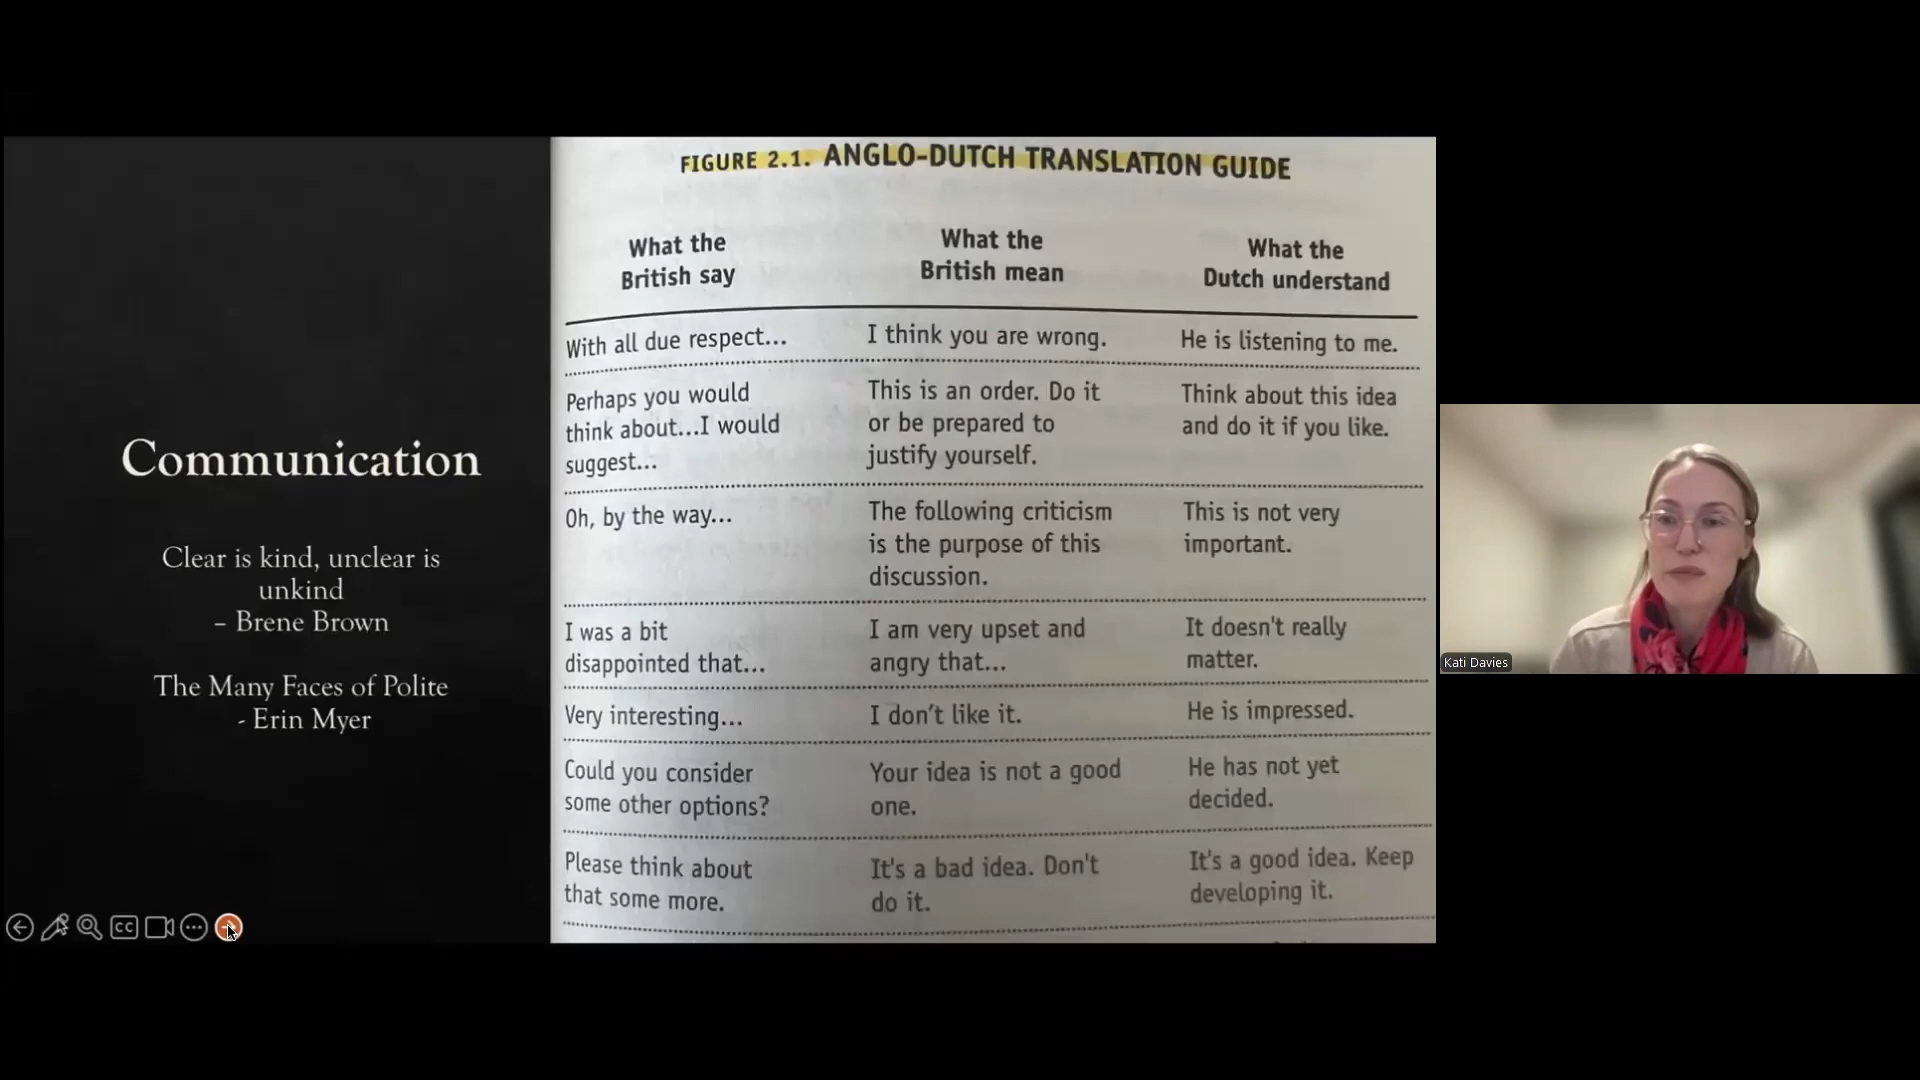 Communication
Clear is kind, unclear is
unkind
– Brene Brown
The Many Faces of Polite
- Erin Myer
FIGURE 2.1. ANGLO-DUTCH TRANSLATION GUIDE
What the
British say
What the
British mean
What the
Dutch understand
With all due respect...
I think you are wrong.
He is listening to me.
Perhaps you would
think about...I would
suggest...
This is an order. Do it
or be prepared to
justify yourself.
Think about this idea
and do it if you like.
Oh, by the way...
The following criticism
is the purpose of this
discussion.
This is not very
important.
I was a bit
disappointed that...
I am very upset and
angry that...
It doesn't really
matter.
Very interesting...
I don't like it.
He is impressed.
Could you consider
some other options?
Your idea is not a good
one.
He has not yet
decided.
Please think about
that some more.
It's a bad idea. Don't
do it.
It's a good idea. Keep
developing it.
CC
Kati Davies